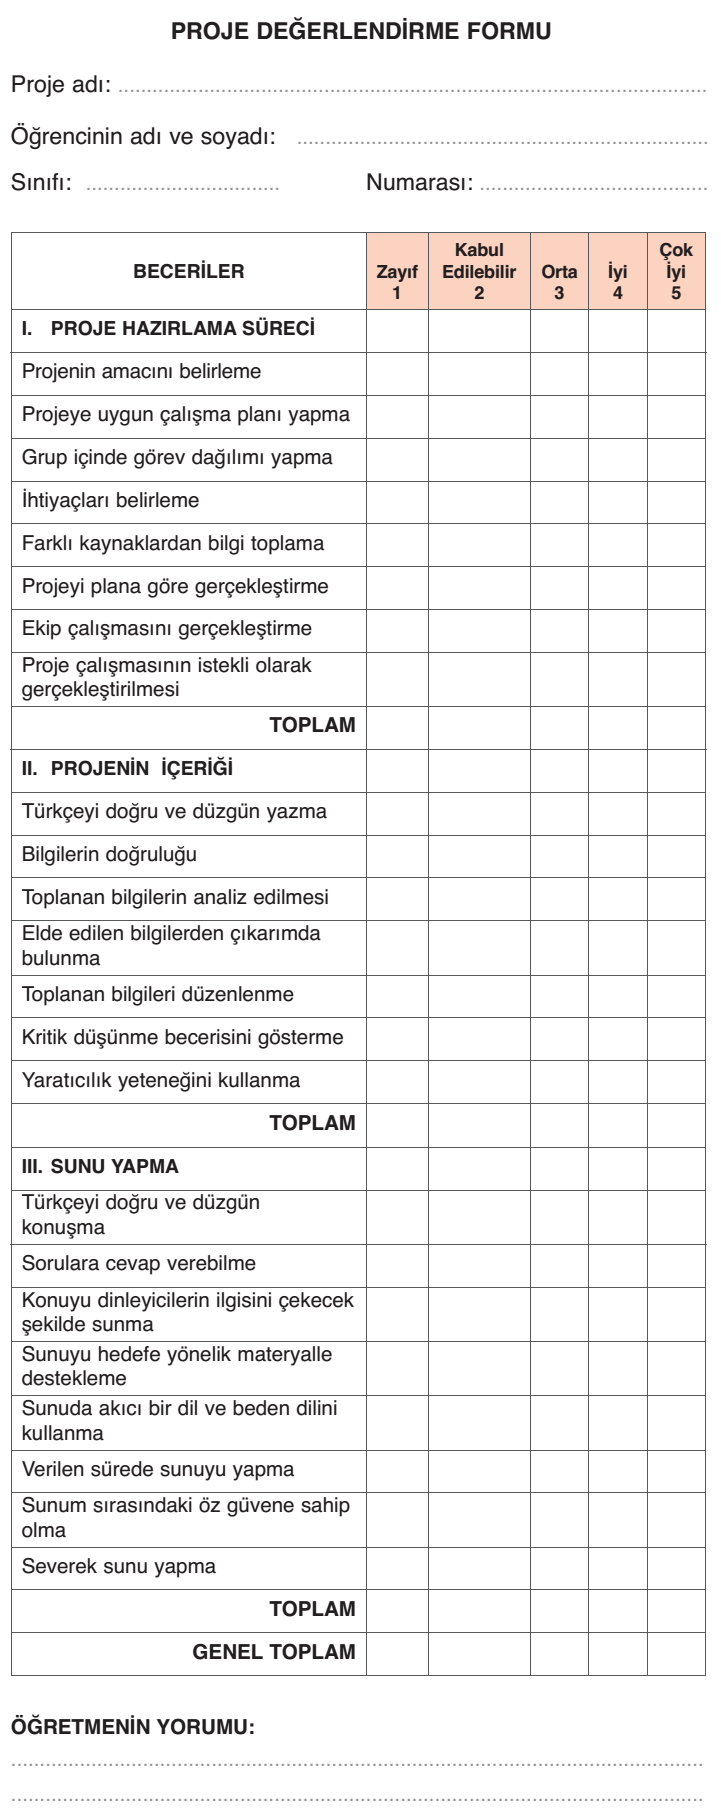 PROJE DEĞERLENDİRME FORMU
Proje adı: ........................................................................................................
Öğrencinin adı ve soyadı: ........................................................................
Sınıfı: ..................................
Numarası: ........................................
BECERİLER
Zayıf
1
Kabul
Edilebilir
2
Orta
3
İyi
4
Çok
İyi
5
I. PROJE HAZIRLAMA SÜRECİ
Projenin amacını belirleme
Projeye uygun çalışma planı yapma
Grup içinde görev dağılımı yapma
İhtiyaçları belirleme
Farklı kaynaklardan bilgi toplama
Projeyi plana göre gerçekleştirme
Ekip çalışmasını gerçekleştirme
Proje çalışmasının istekli olarak
gerçekleştirilmesi
TOPLAM
II. PROJENİN İÇERİĞİ
Türkçeyi doğru ve düzgün yazma
Bilgilerin doğruluğu
Toplanan bilgilerin analiz edilmesi
Elde edilen bilgilerden çıkarımda
bulunma
Toplanan bilgileri düzenlenme
Kritik düşünme becerisini gösterme
Yaratıcılık yeteneğini kullanma
TOPLAM
III. SUNU YAPMA
Türkçeyi doğru ve düzgün
konuşma
Sorulara cevap verebilme
Konuyu dinleyicilerin ilgisini çekecek
şekilde sunma
Sunuyu hedefe yönelik materyalle
destekleme
Sunuda akıcı bir dil ve beden dilini
kullanma
Verilen sürede sunuyu yapma
Sunum sırasındaki öz güvene sahip
olma
Severek sunu yapma
TOPLAM
GENEL TOPLAM
ÖĞRETMENİN YORUMU:
..........................................................................................................................
..........................................................................................................................